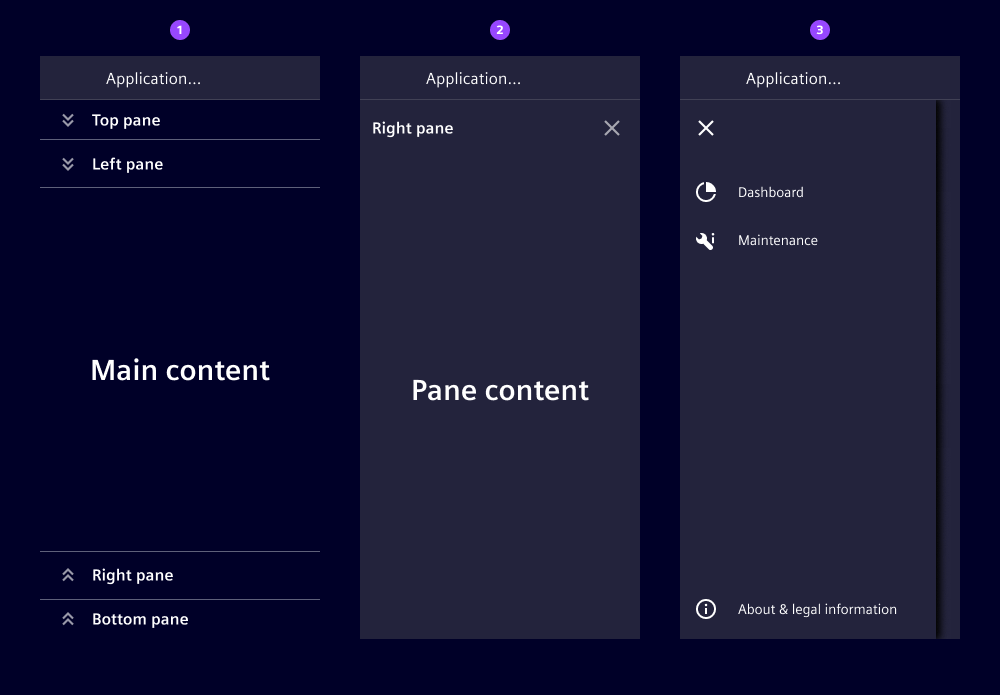 1
Application...
Top pane
Left pane
Main content
Right pane
Bottom pane
2
Application...
Right pane
Pane content
3
Application...
Dashboard
Maintenance
About & legal information